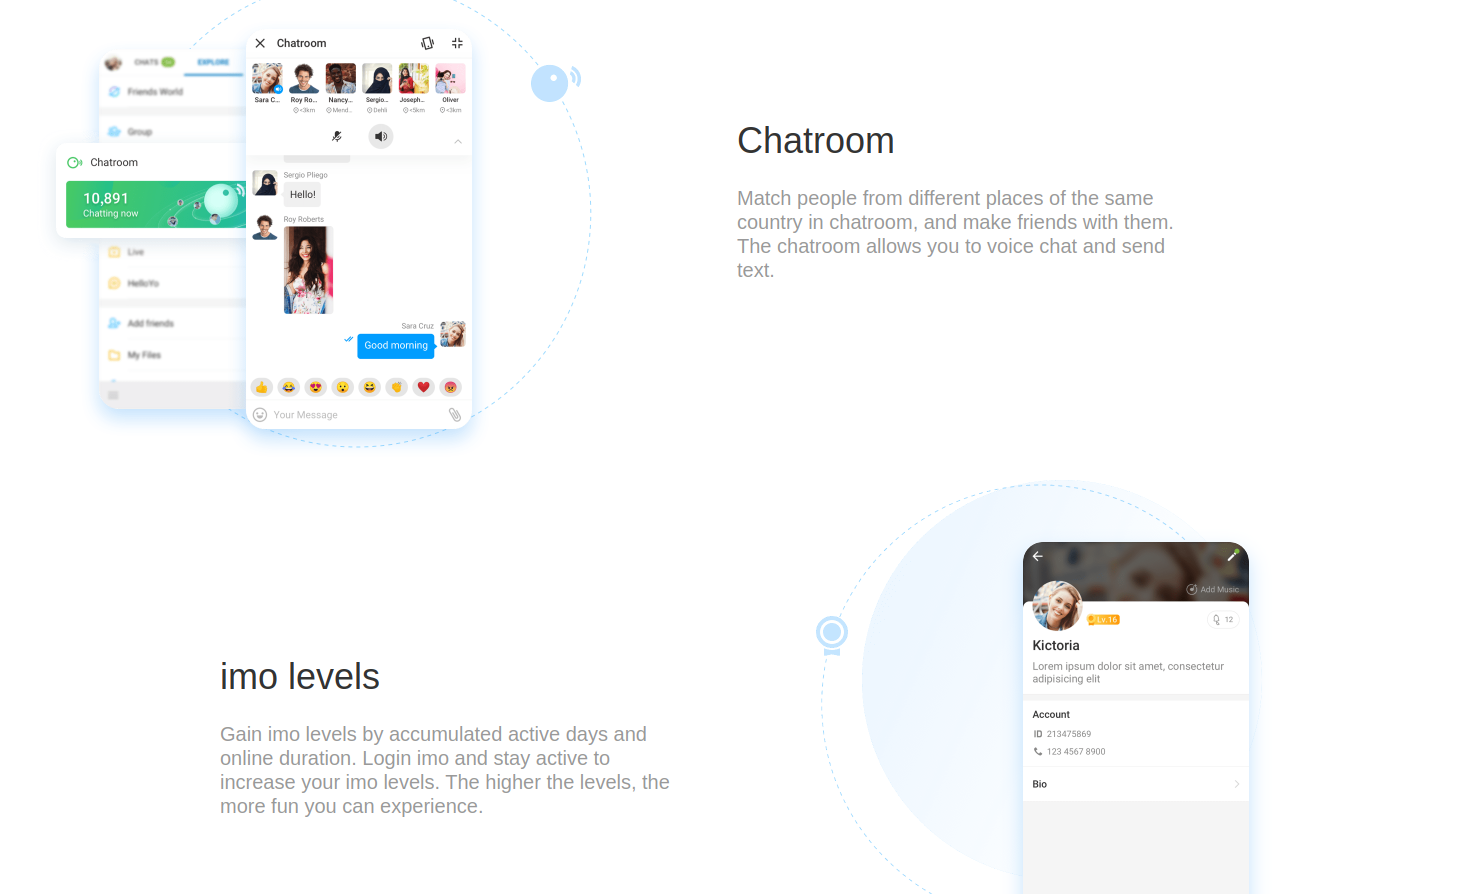 CHATS
EXPLORE
Friends World
Group
Chatroom
10,891
Chatting now
Live
HelloYo
Add friends
My Files
Chatroom
Sara C...
Roy Ro...
Nancy...
Sergio...
Joseph...
Oliver
<3km
Mend...
Dehli
<5km
<3km
Sergio Pliego
Hello!
Roy Roberts
Sara Cruz
Good morning
Your Message
Chatroom
Match people from different places of the same
country in chatroom, and make friends with them.
The chatroom allows you to voice chat and send
text.
imo levels
Gain imo levels by accumulated active days and
online duration. Login imo and stay active to
increase your imo levels. The higher the levels, the
more fun you can experience.
Add Music
Lv.16
12
Kictoria
Lorem ipsum dolor sit amet, consectetur
adipisicing elit
Account
ID 213475869
123 4567 8900
Bio